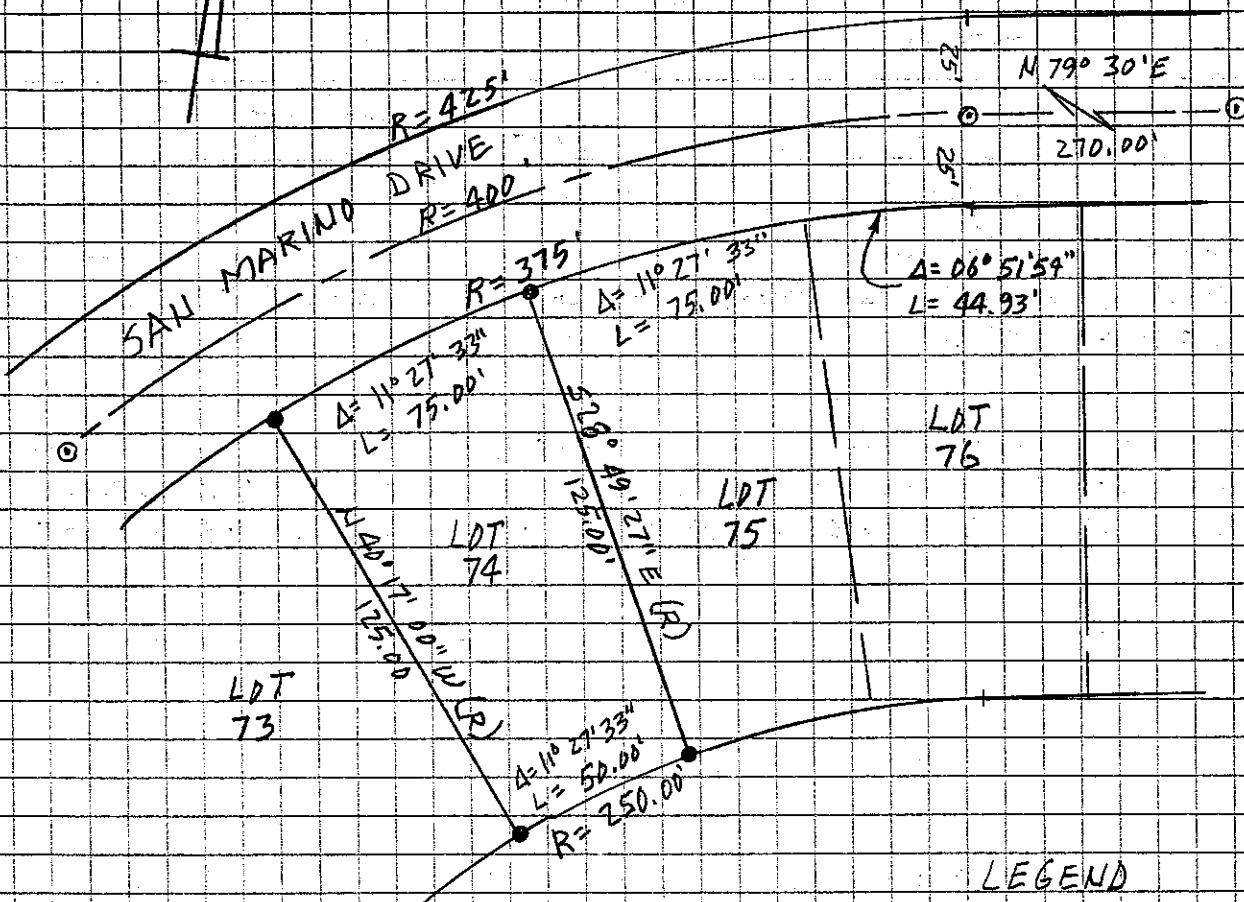 R= 425'
SAN MARINO DRIVE
R= 400'
25'
25'
N 79° 30' E
270.00'
R= 375'
Δ= 11° 27' 33"
L= 75.00'
Δ= 06° 51' 54"
L= 44.93'
Δ= 11° 27' 33"
L= 75.00'
S28° 49' 27" E (R)
125.00'
LOT
76
LOT
75
LOT
74
N 40° 17' 00" W (R)
125.00
LOT
73
Δ= 11° 27' 33"
L= 50.00'
R= 250.00'
LEGEND